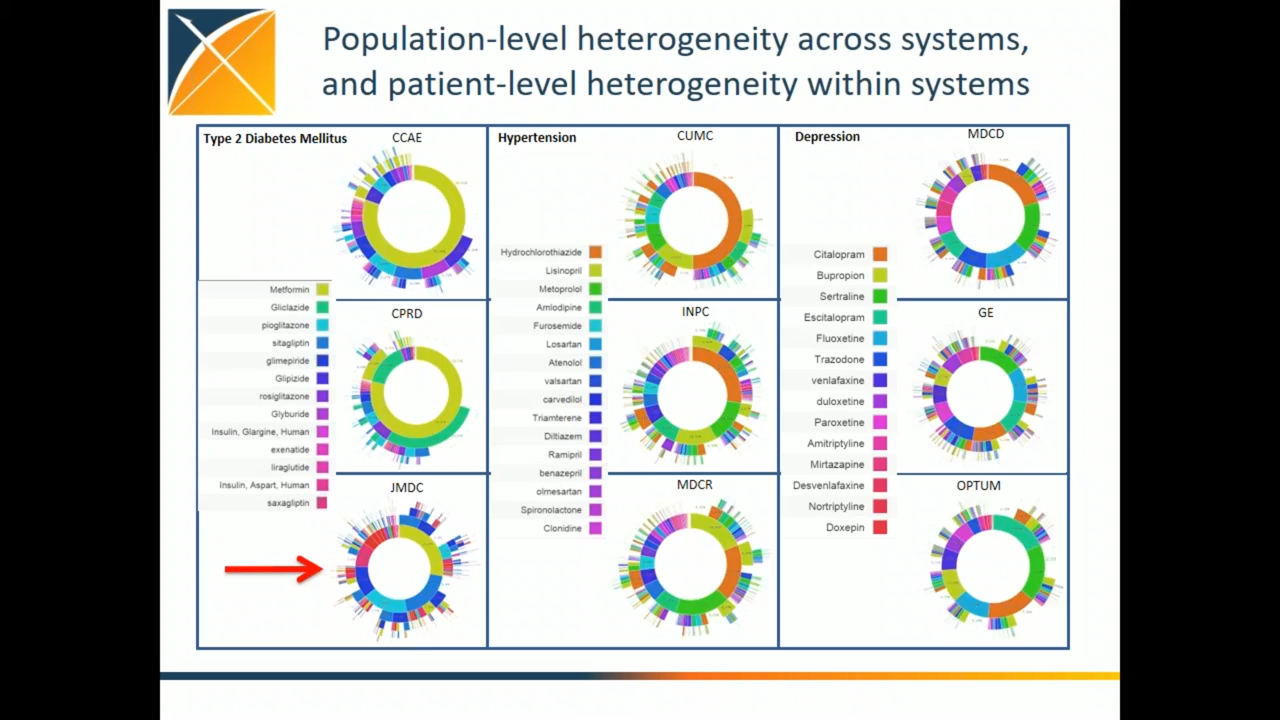 Population-level heterogeneity across systems,
and patient-level heterogeneity within systems
Type 2 Diabetes Mellitus
CCAE
Metformin
Gliclazide
pioglitazone
sitagliptin
glimepiride
Glipizide
rosiglitazone
Glyburide
Insulin, Glargine, Human
exenatide
liraglutide
Insulin, Aspart, Human
saxagliptin
CPRD
JMDC
Hypertension
CUMC
Hydrochlorothiazide
Lisinopril
Metoprolol
Amlodipine
Furosemide
Losartan
Atenolol
valsartan
carvedilol
Triamterene
Diltiazem
Ramipril
benazepril
olmesartan
Spironolactone
Clonidine
INPC
MDCR
Depression
MDCD
Citalopram
Bupropion
Sertraline
Escitalopram
Fluoxetine
Trazodone
venlafaxine
duloxetine
Paroxetine
Amitriptyline
Mirtazapine
Desvenlafaxine
Nortriptyline
Doxepin
GE
OPTUM